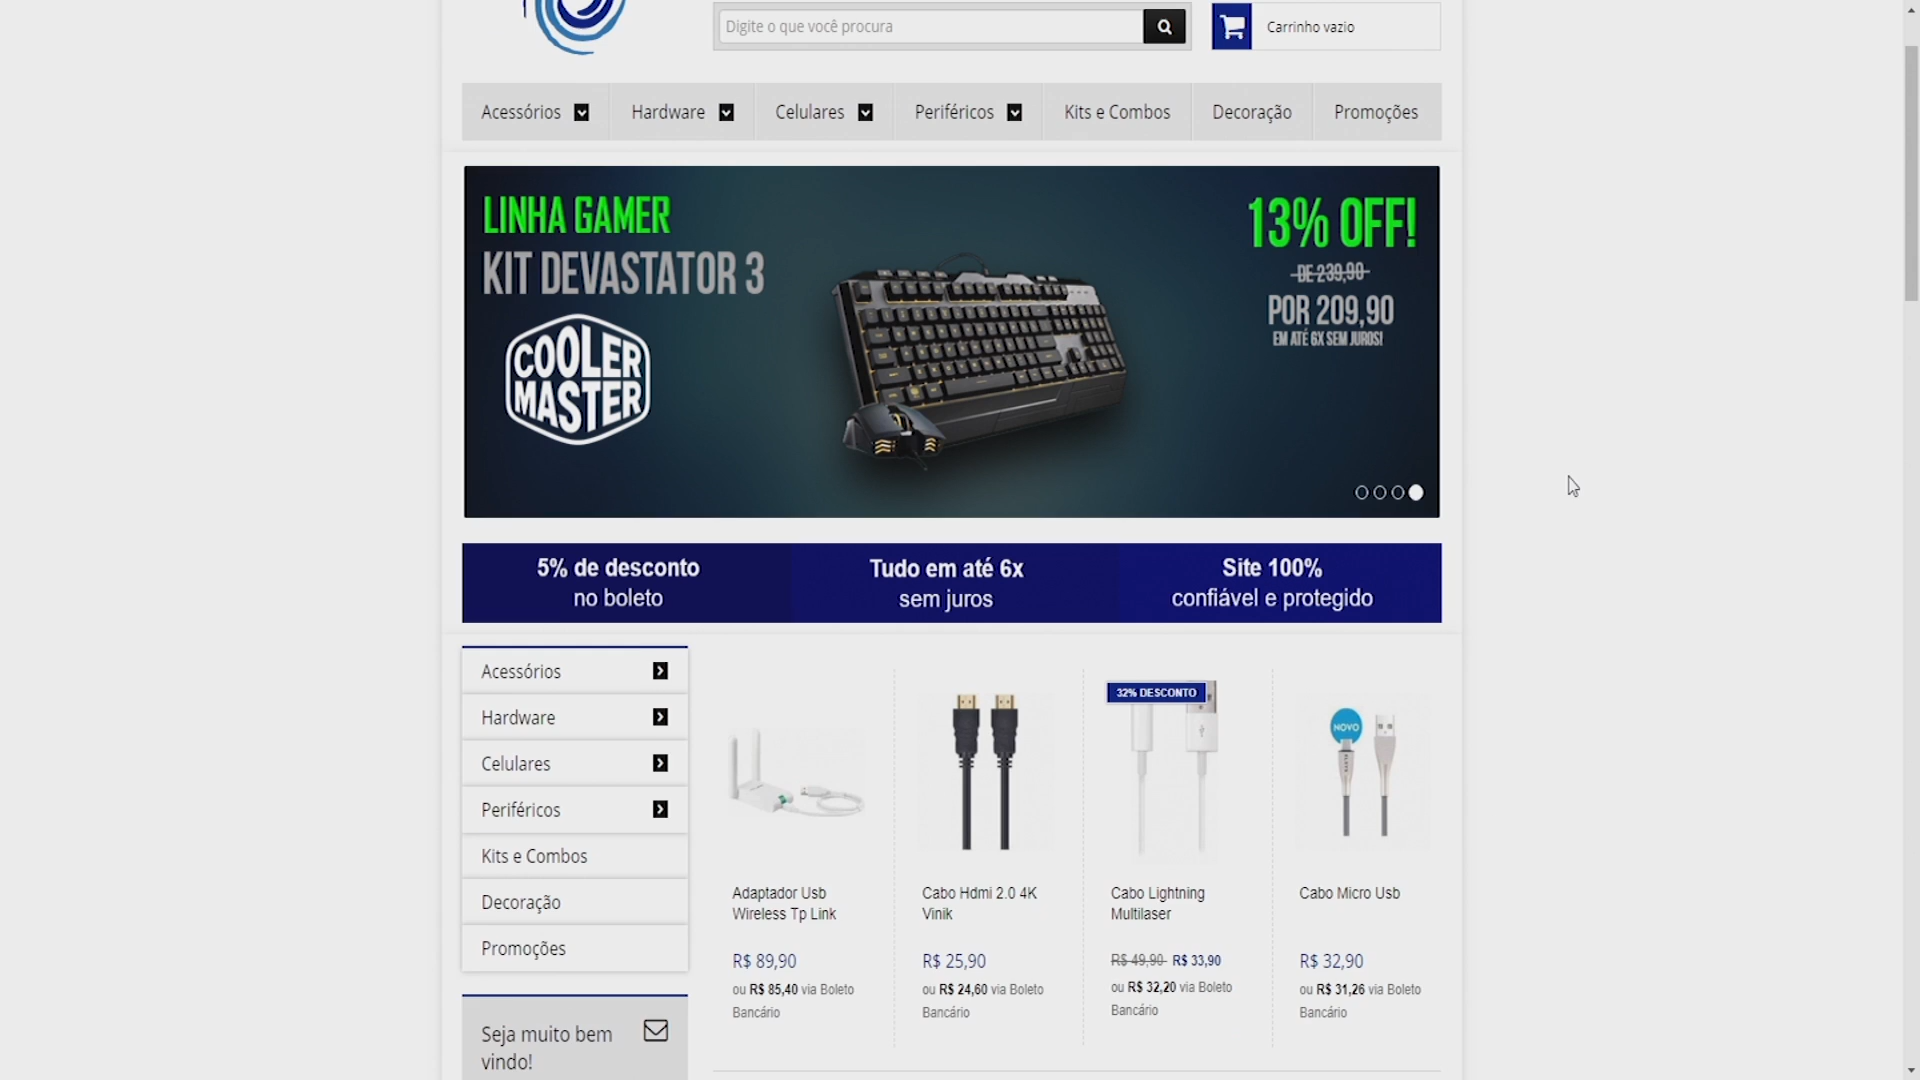 Digite o que você procura
Carrinho vazio
Acessórios
Hardware
Celulares
Periféricos
Kits e Combos
Decoração
Promoções
LINHA GAMER
KIT DEVASTATOR 3
COOLER
MASTER
13% OFF!
DE 239,90
POR 209,90
EM ATÉ 6X SEM JUROS!
5% de desconto
no boleto
Tudo em até 6x
sem juros
Site 100%
confiável e protegido
Acessórios
Hardware
Celulares
Periféricos
Kits e Combos
Decoração
Promoções
Seja muito bem
vindo!
Adaptador Usb
Wireless Tp Link
R$ 89,90
ou R$ 85,40 via Boleto
Bancário
Cabo Hdmi 2.0 4K
Vinik
R$ 25,90
ou R$ 24,60 via Boleto
Bancário
32% DESCONTO
Cabo Lightning
Multilaser
R$ 49,90 R$ 33,90
ou R$ 32,20 via Boleto
Bancário
NOVO
Cabo Micro Usb
R$ 32,90
ou R$ 31,26 via Boleto
Bancário